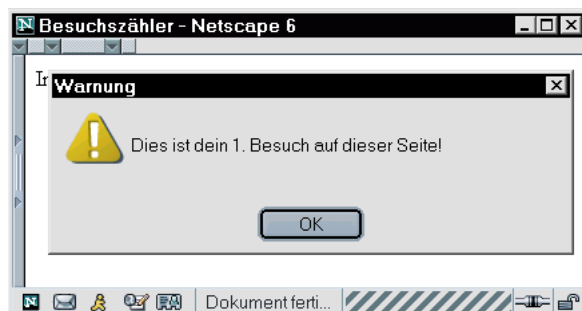 Besuchszähler - Netscape 6
Warnung
Dies ist dein 1. Besuch auf dieser Seite!
OK
Dokument ferti...